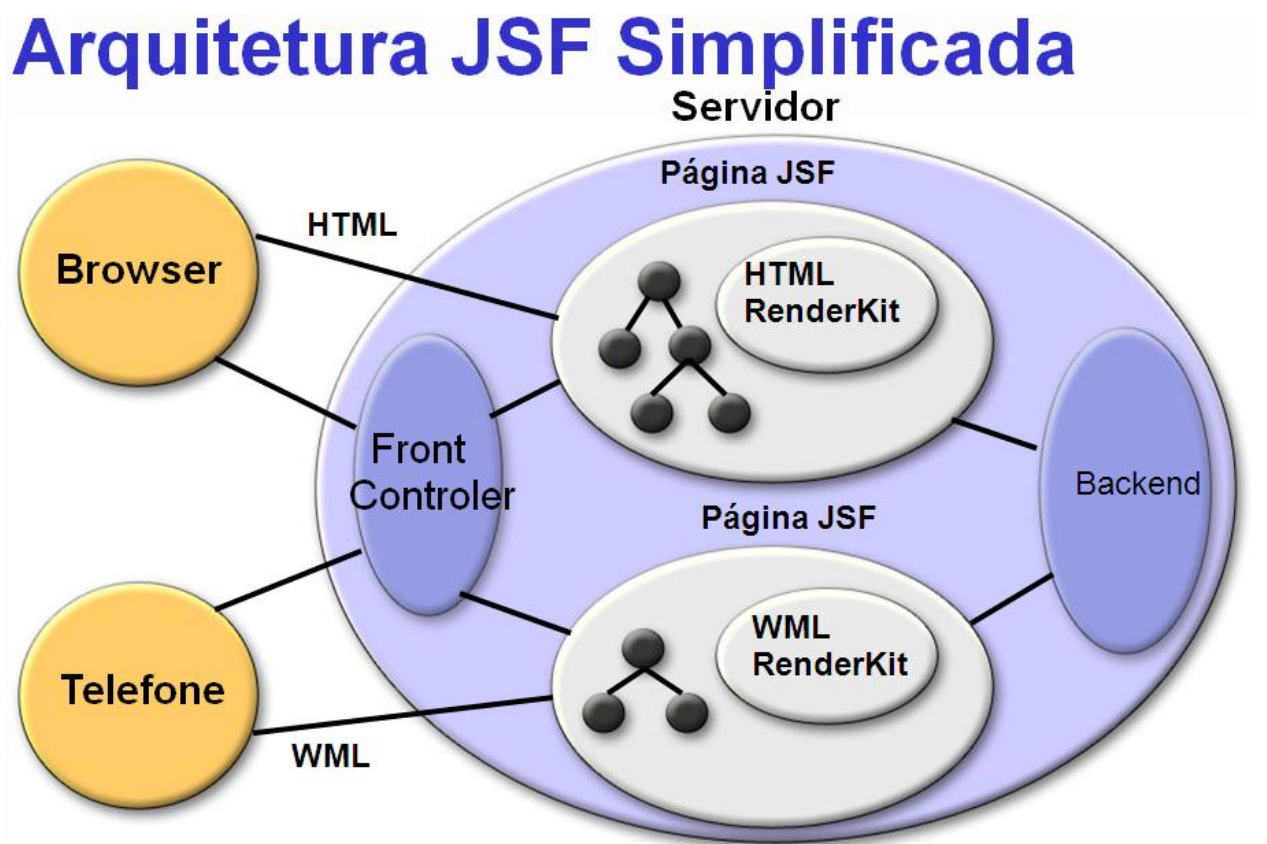 Arquitetura JSF Simplificada
Servidor
Página JSF
HTML
Browser
HTML
RenderKit
Front
Controler
Backend
Página JSF
WML
RenderKit
Telefone
WML